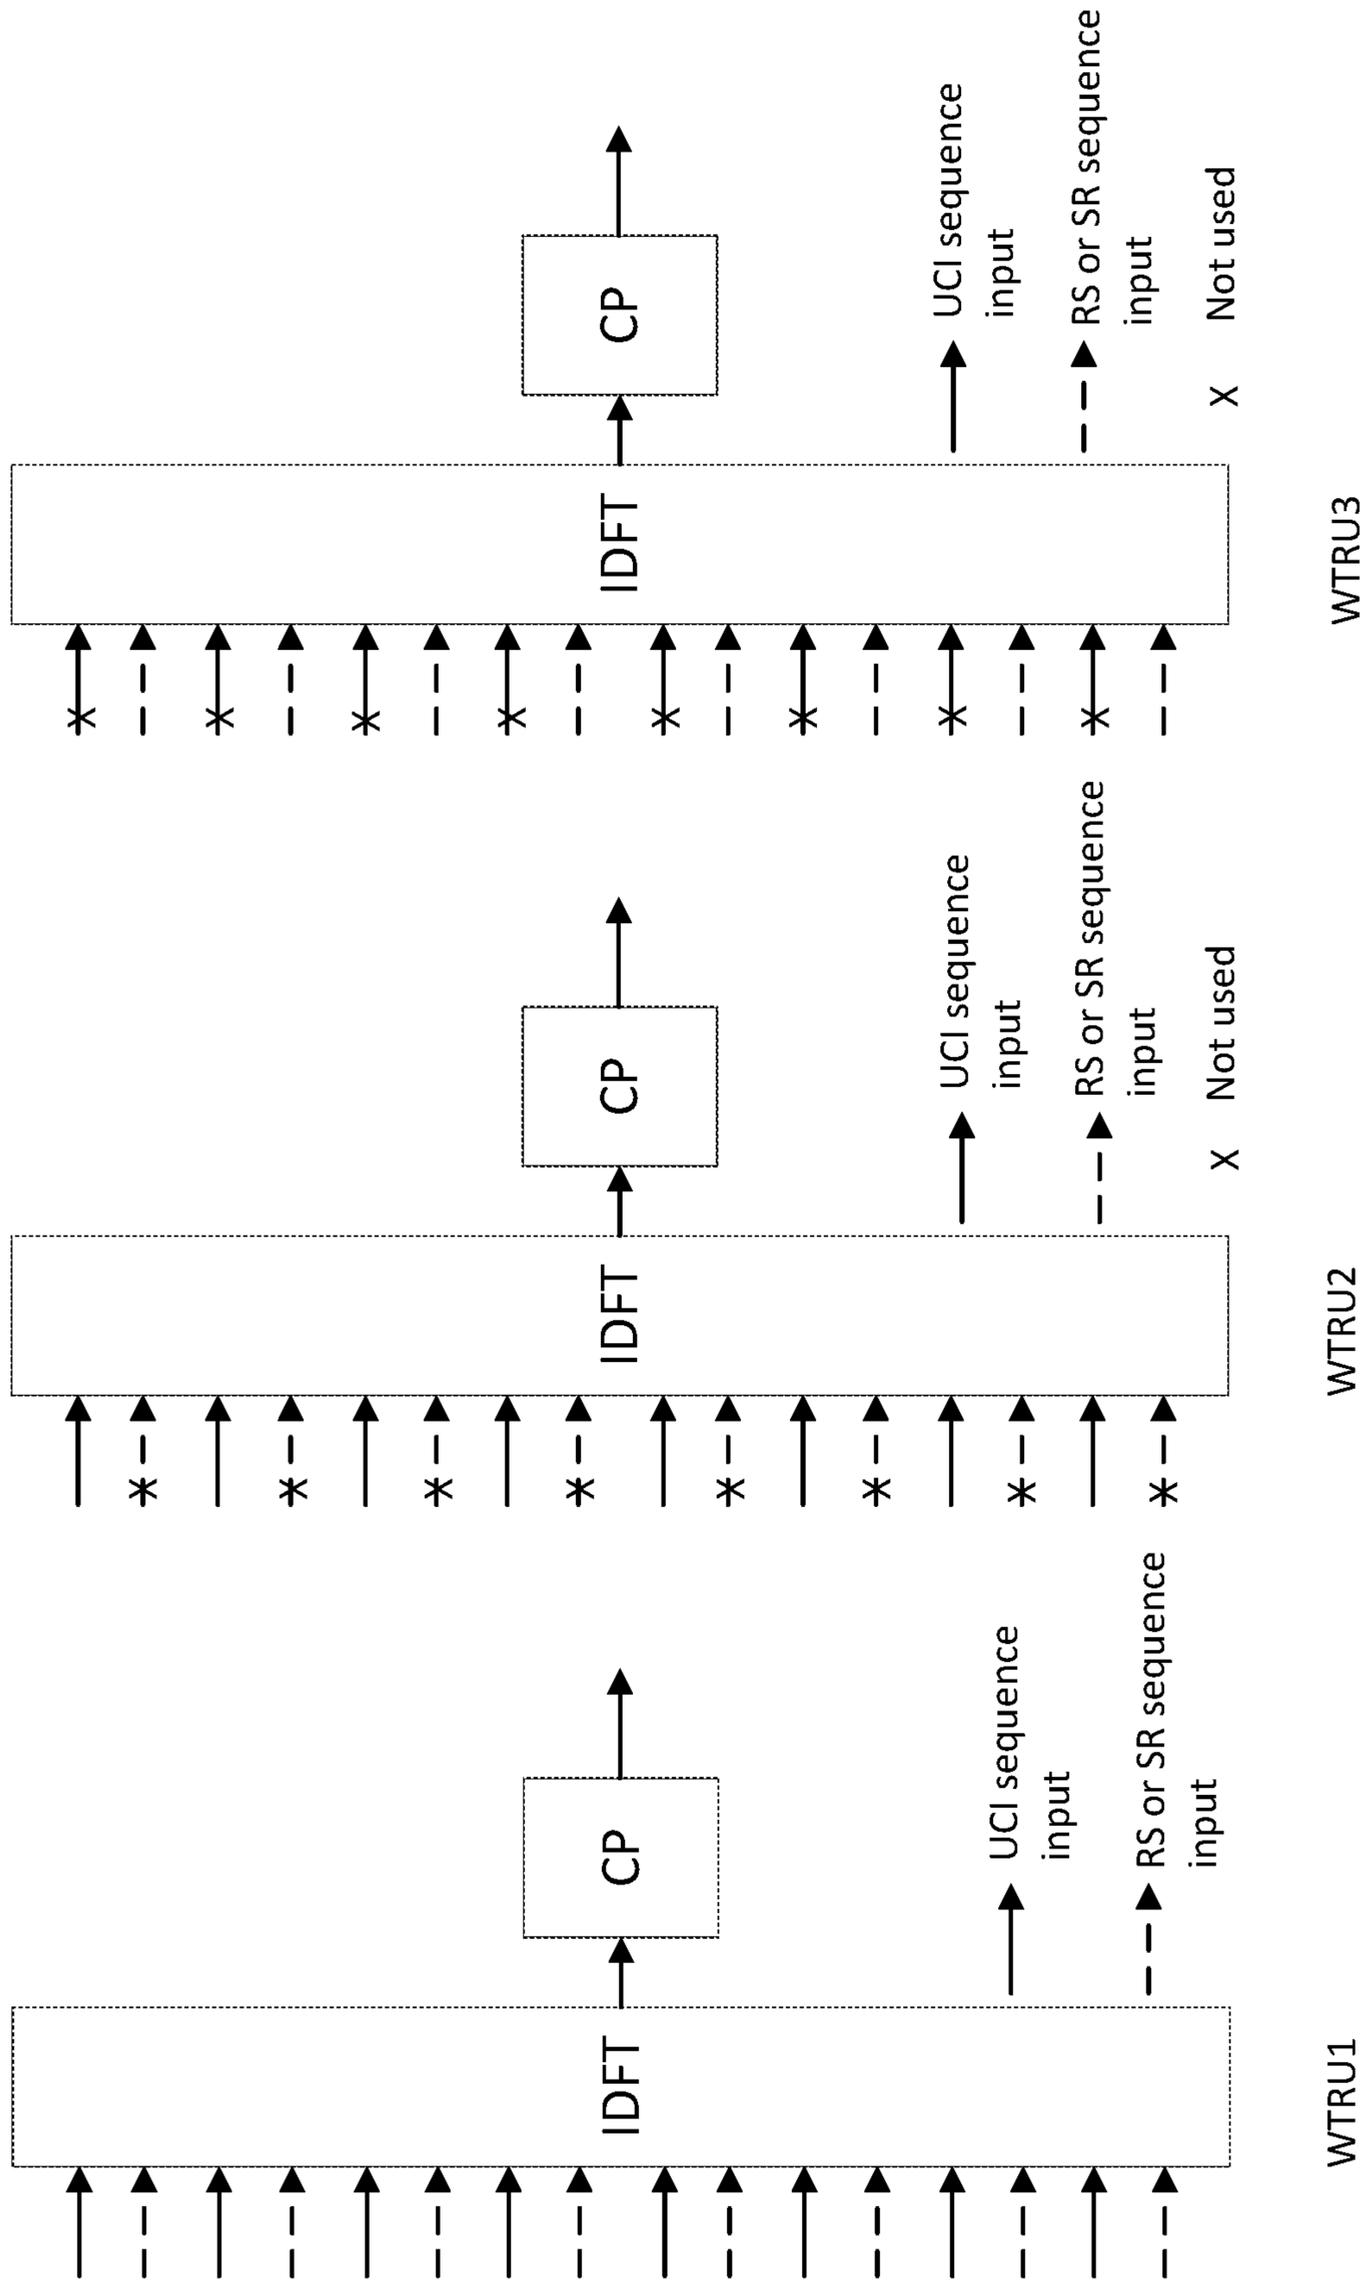 IDFT
CP
UCI sequence
input
RS or SR sequence
input
WTRU1
IDFT
CP
UCI sequence
input
RS or SR sequence
input
X Not used
WTRU2
IDFT
CP
UCI sequence
input
RS or SR sequence
input
X Not used
WTRU3